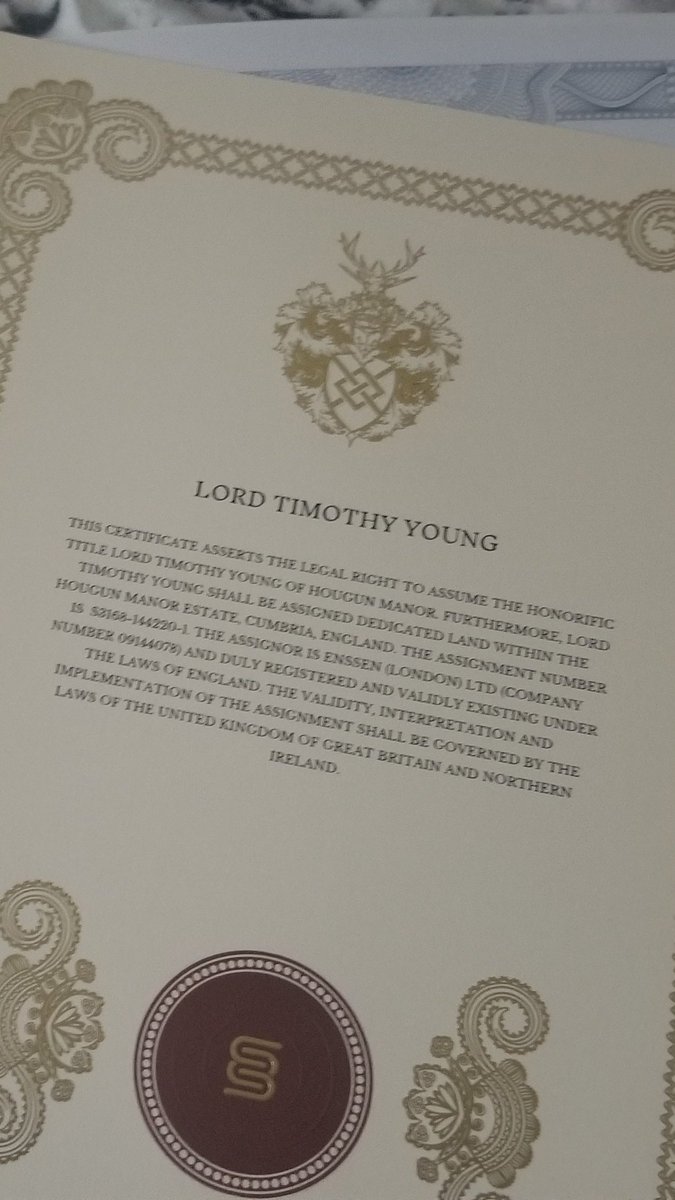 LORD TIMOTHY YOUNG
THIS CERTIFICATE ASSERTS THE LEGAL RIGHT TO ASSUME THE HONORIFIC
TITLE LORD TIMOTHY YOUNG OF HOUGUN MANOR. FURTHERMORE, LORD
TIMOTHY YOUNG SHALL BE ASSIGNED DEDICATED LAND WITHIN THE
HOUGUN MANOR ESTATE, CUMBRIA, ENGLAND. THE ASSIGNMENT NUMBER
IS S3168-144220-1. THE ASSIGNOR IS ENSSEN (LONDON) LTD (COMPANY
NUMBER 09144078) AND DULY REGISTERED AND VALIDLY EXISTING UNDER
THE LAWS OF ENGLAND. THE VALIDITY, INTERPRETATION AND
IMPLEMENTATION OF THE ASSIGNMENT SHALL BE GOVERNED BY THE
LAWS OF THE UNITED KINGDOM OF GREAT BRITAIN AND NORTHERN
IRELAND.